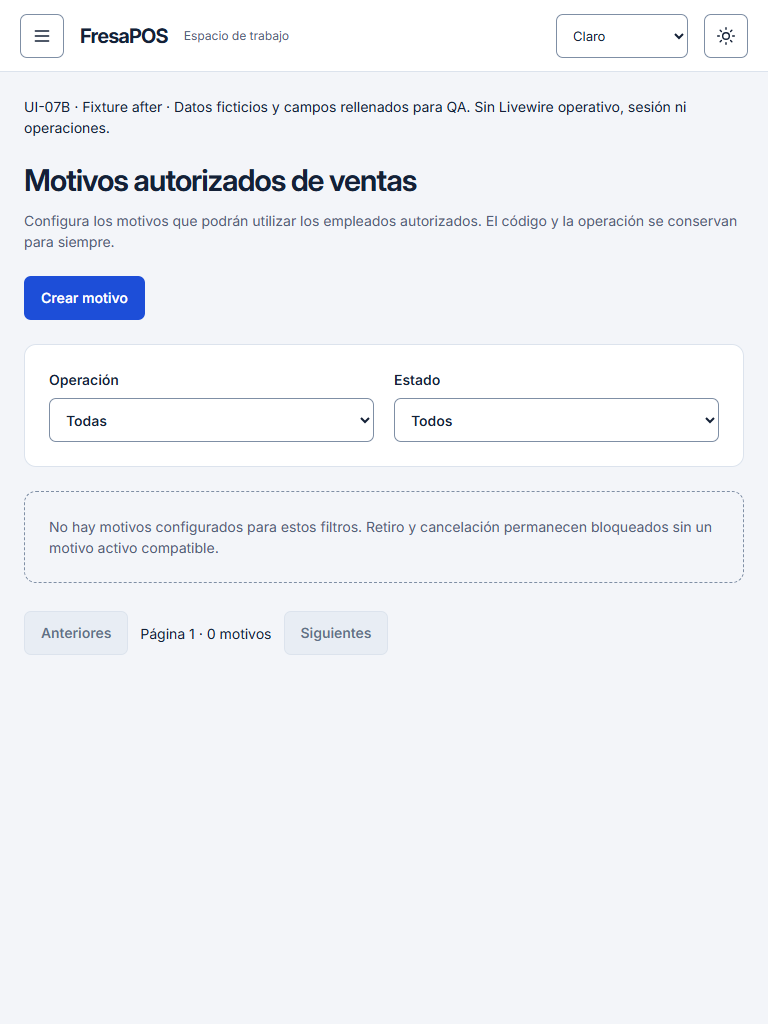 FresaPOS Espacio de trabajo Claro
UI-07B · Fixture after · Datos ficticios y campos rellenados para QA. Sin Livewire operativo, sesión ni
operaciones.
Motivos autorizados de ventas
Configura los motivos que podrán utilizar los empleados autorizados. El código y la operación se conservan
para siempre.
Crear motivo
Operación Estado
Todas Todos
No hay motivos configurados para estos filtros. Retiro y cancelación permanecen bloqueados sin un
motivo activo compatible.
Anteriores Página 1 · 0 motivos Siguientes